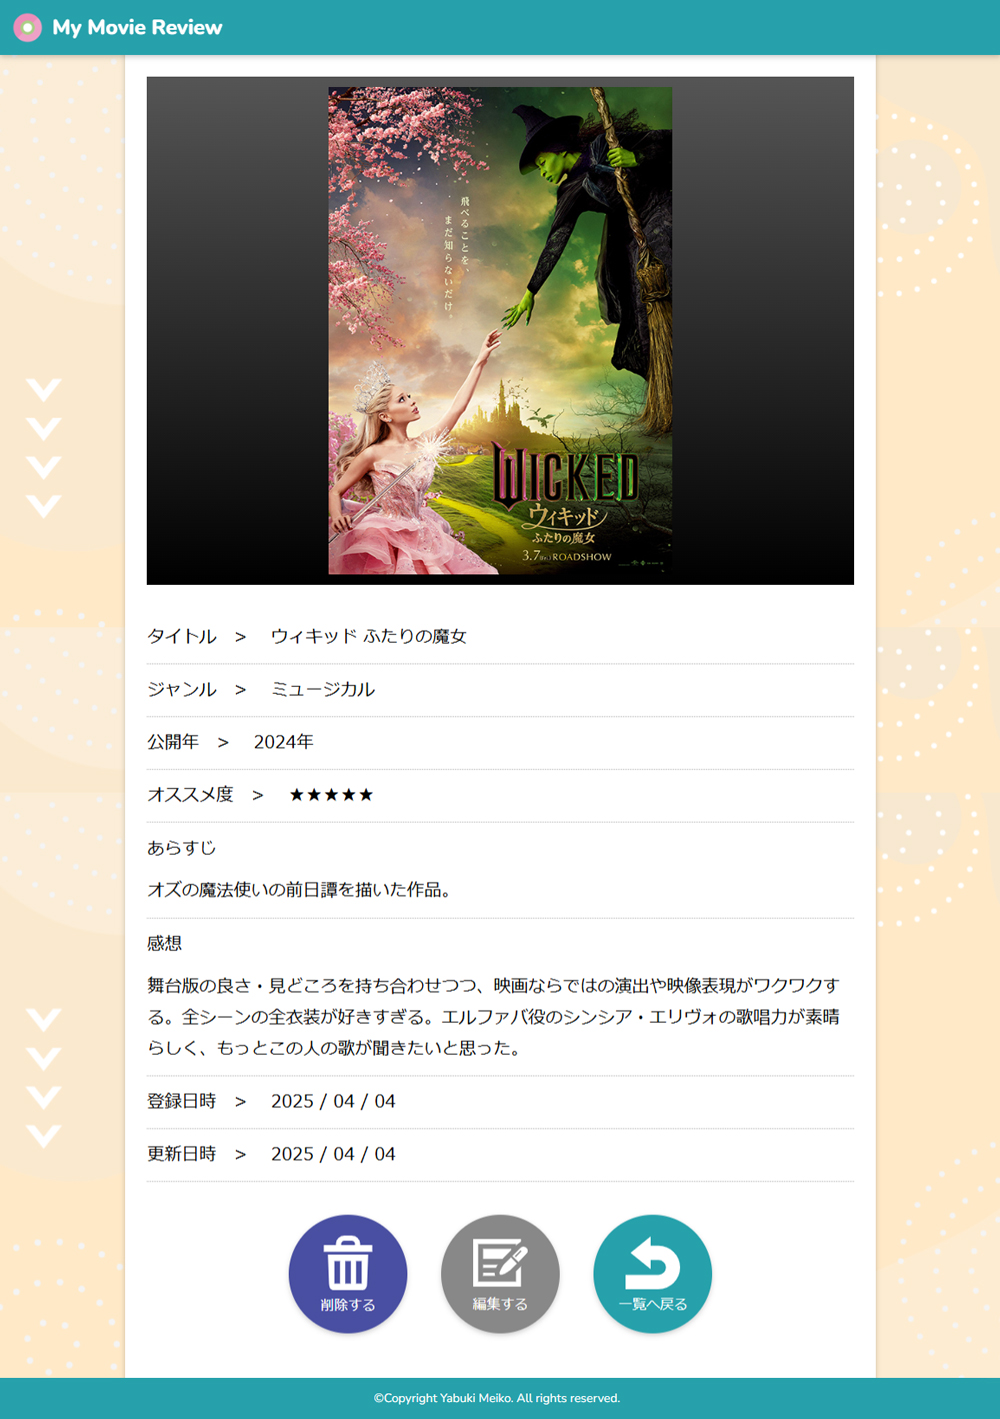 My Movie Review
飛べることを、
まだ知らないだけ。
WICKED
ウィキッド
ふたりの魔女
3.7(Fri.) ROADSHOW
タイトル > ウィキッド ふたりの魔女
ジャンル > ミュージカル
公開年 > 2024年
オススメ度 > ★★★★★
あらすじ
オズの魔法使いの前日譚を描いた作品。
感想
舞台版の良さ・見どころを持ち合わせつつ、映画ならではの演出や映像表現がワクワクす
る。全シーンの全衣装が好きすぎる。エルファバ役のシンシア・エリヴォの歌唱力が素晴
らしく、もっとこの人の歌が聞きたいと思った。
登録日時 > 2025 / 04 / 04
更新日時 > 2025 / 04 / 04
削除する
編集する
一覧へ戻る
©Copyright Yabuki Meiko. All rights reserved.